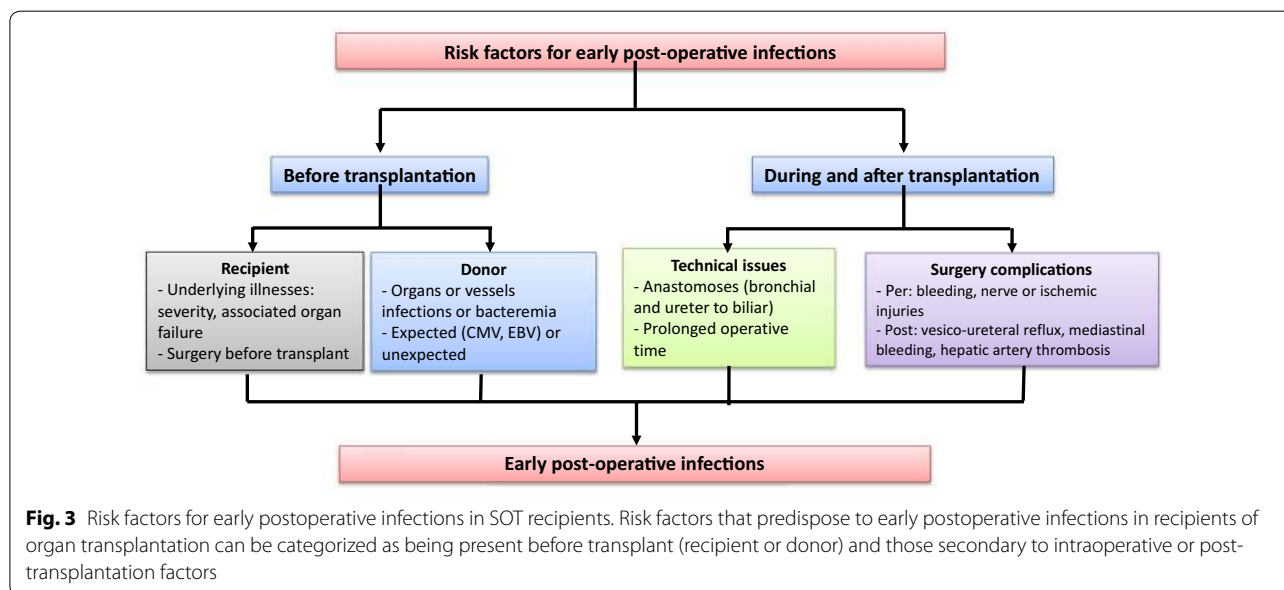 Risk factors for early post-operative infections
Before transplantation
During and after transplantation
Recipient
- Underlying illnesses:
severity, associated organ
failure
- Surgery before transplant
Donor
- Organs or vessels
infections or bacteremia
- Expected (CMV, EBV) or
unexpected
Technical issues
- Anastomoses (bronchial
and ureter to biliar)
- Prolonged operative
time
Surgery complications
- Per: bleeding, nerve or ischemic
injuries
- Post: vesico-ureteral reflux, mediastinal
bleeding, hepatic artery thrombosis
Early post-operative infections
Fig. 3 Risk factors for early postoperative infections in SOT recipients. Risk factors that predispose to early postoperative infections in recipients of
organ transplantation can be categorized as being present before transplant (recipient or donor) and those secondary to intraoperative or post-
transplantation factors